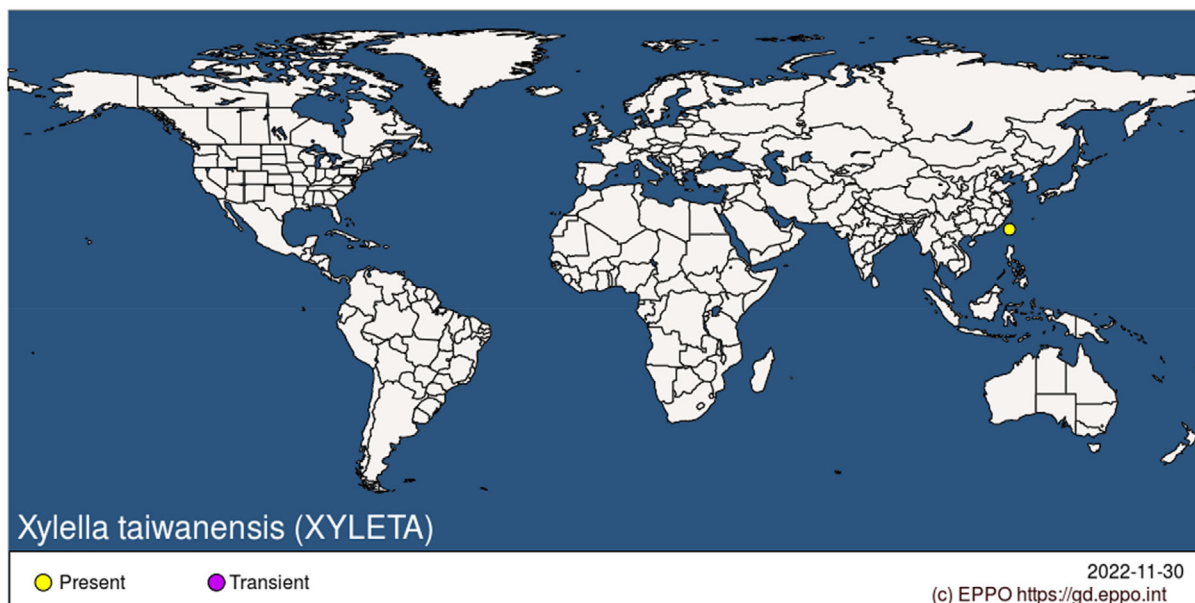 Xylella taiwanensis (XYLETA)
Present
Transient
2022-11-30
(c) EPPO https://gd.eppo.int